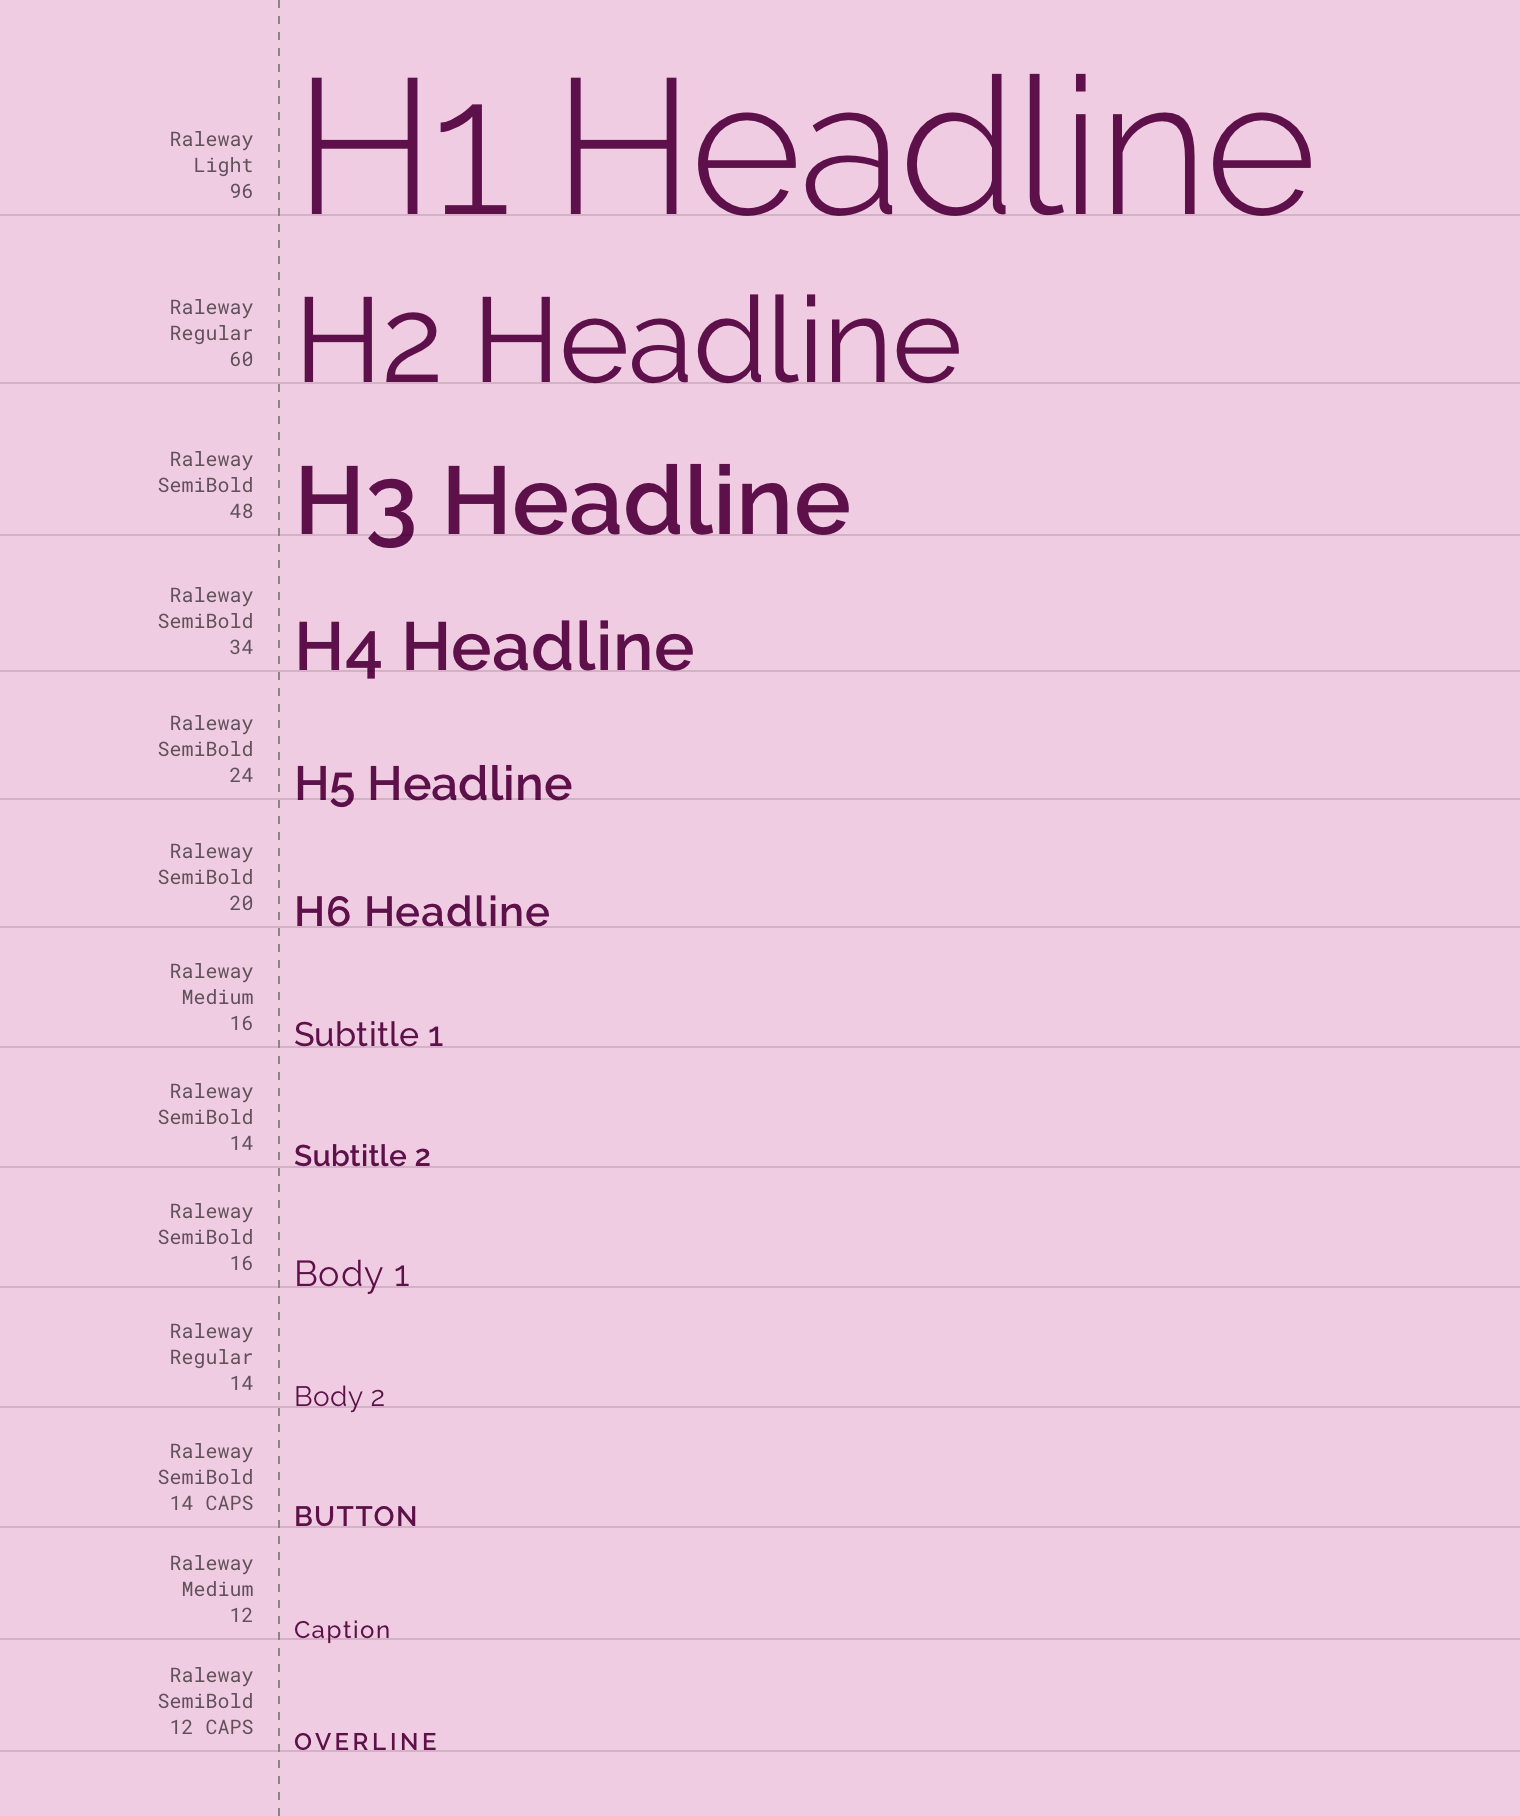 Raleway
Light
96
H1 Headline
Raleway
Regular
60
H2 Headline
Raleway
SemiBold
48
H3 Headline
Raleway
SemiBold
34
H4 Headline
Raleway
SemiBold
24
H5 Headline
Raleway
SemiBold
20
H6 Headline
Raleway
Medium
16
Subtitle 1
Raleway
SemiBold
14
Subtitle 2
Raleway
SemiBold
16
Body 1
Raleway
Regular
14
Body 2
Raleway
SemiBold
14 CAPS
BUTTON
Raleway
Medium
12
Caption
Raleway
SemiBold
12 CAPS
OVERLINE